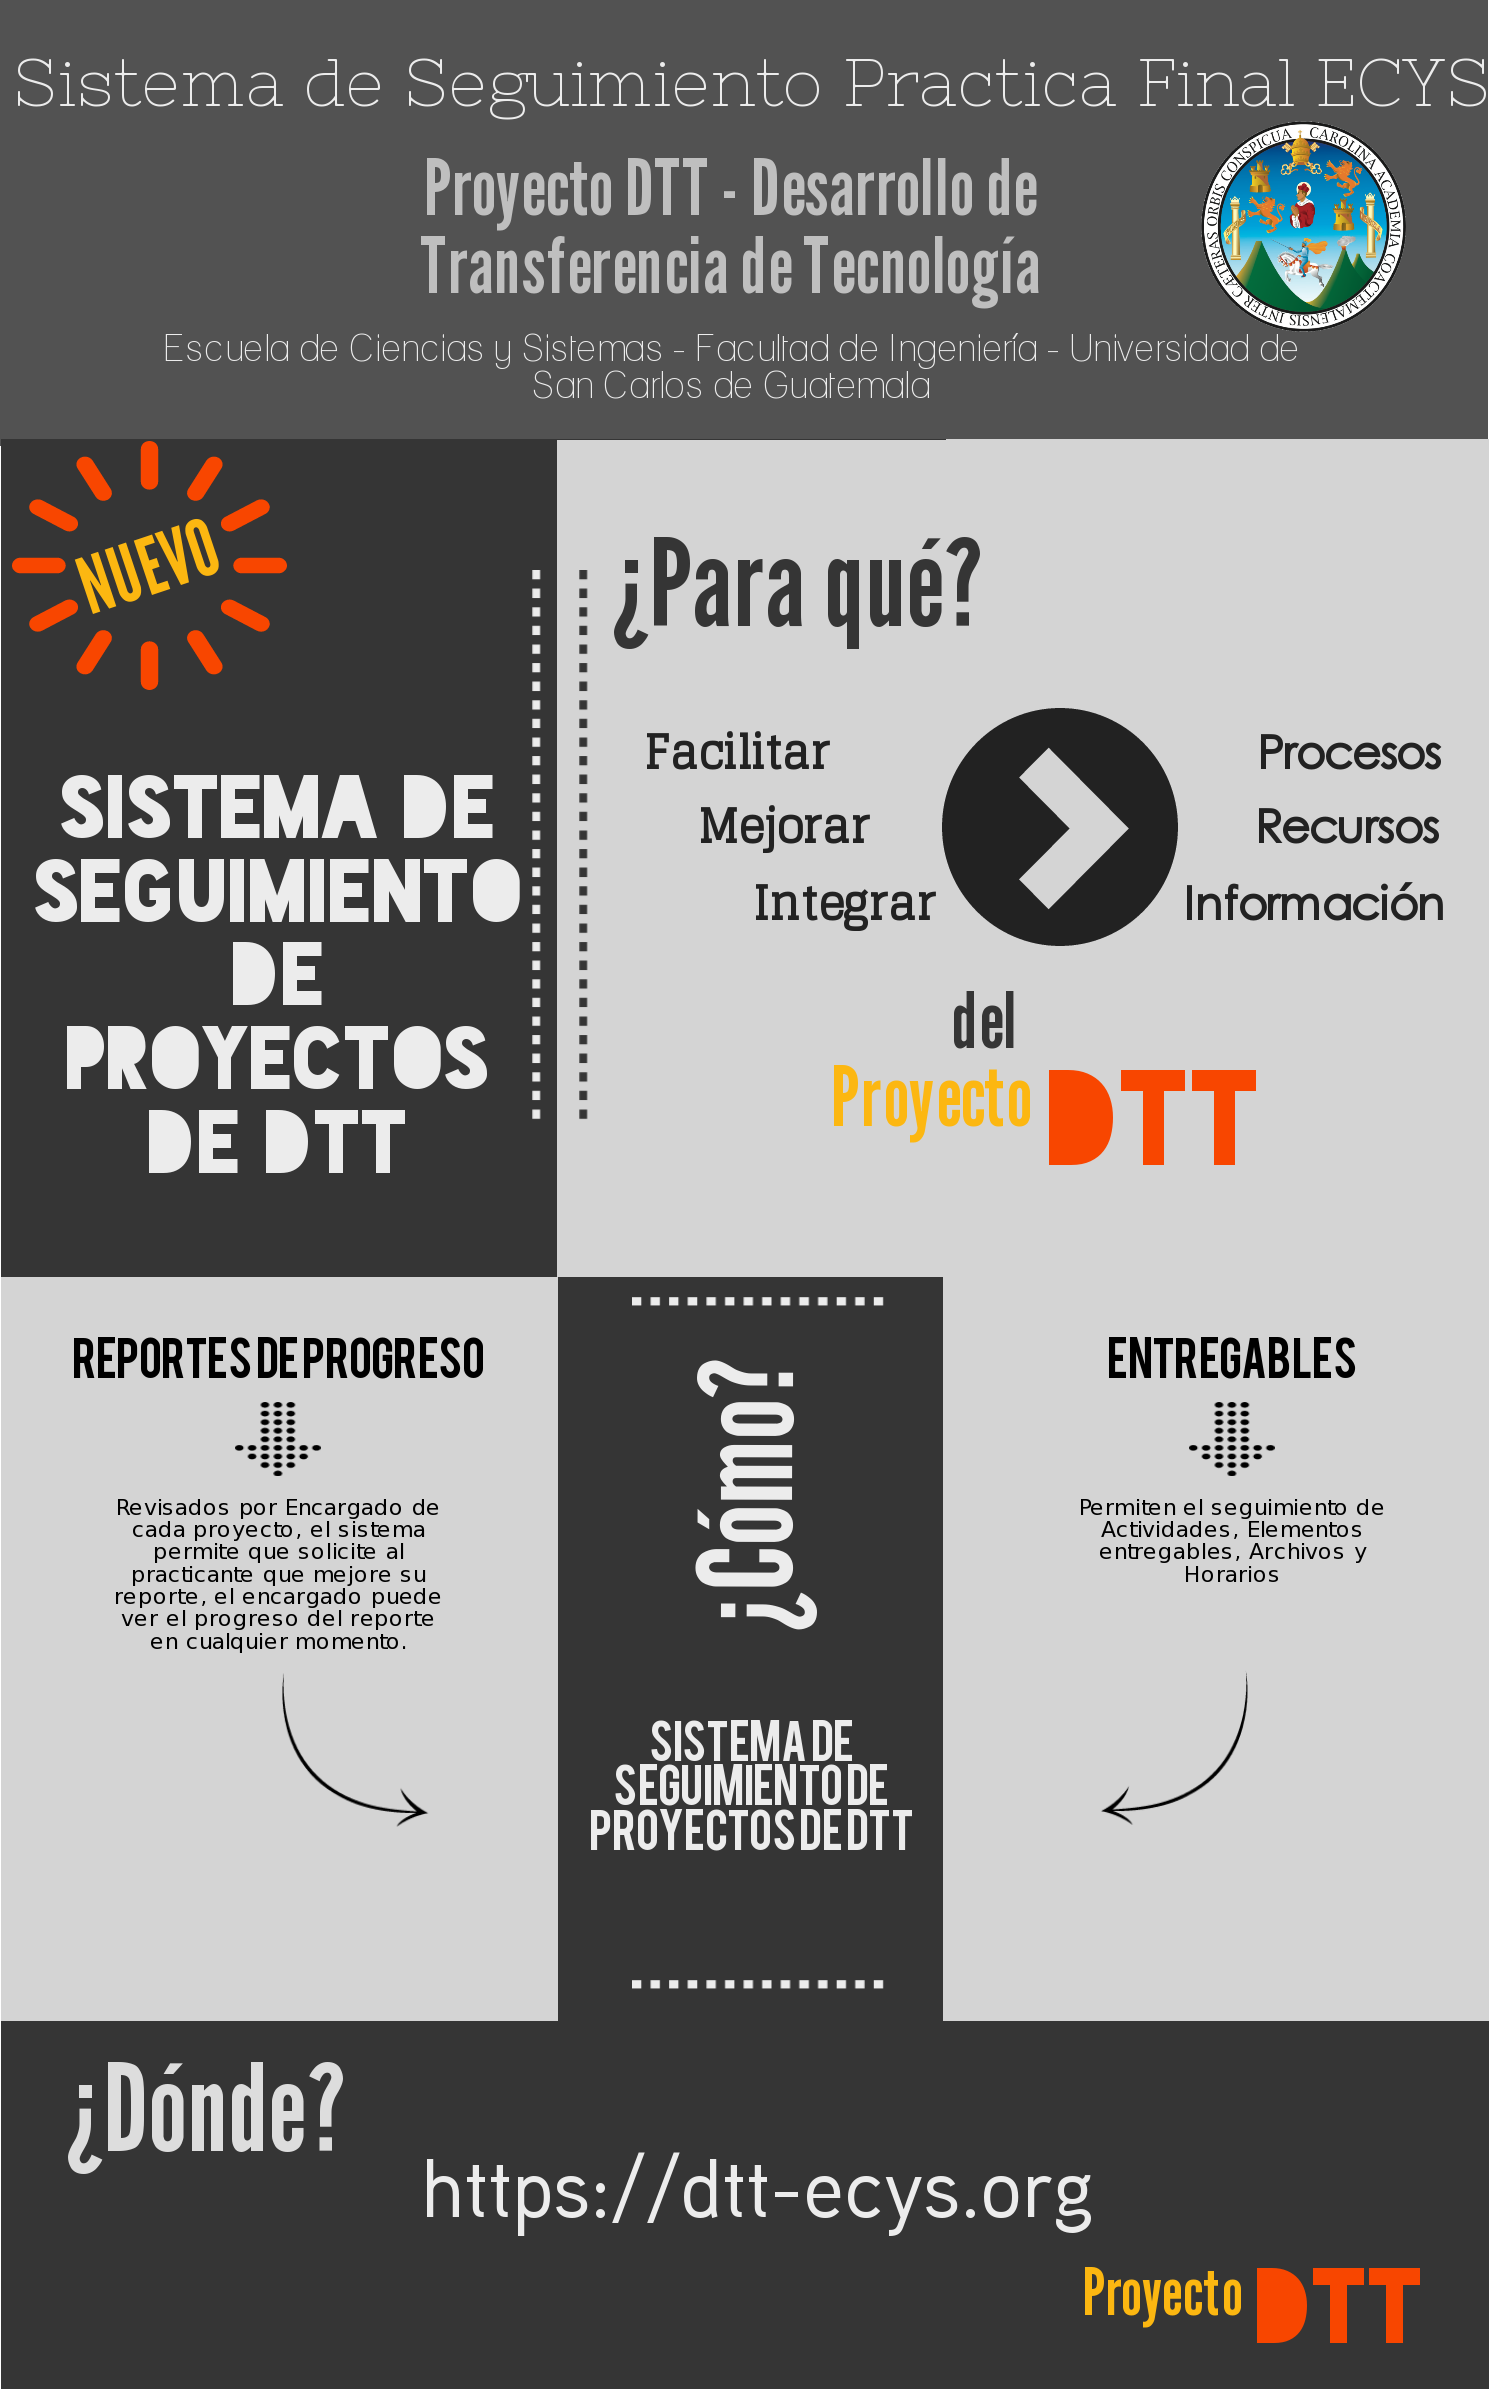 Sistema de Seguimiento Practica Final ECYS
Proyecto DTT - Desarrollo de
Transferencia de Tecnología
INTER CÆTERAS ORBIS CONSPICUA CAROLINA ACADEMIA COACTEMALENSIS
Escuela de Ciencias y Sistemas - Facultad de Ingeniería - Universidad de
San Carlos de Guatemala
NUEVO
SISTEMA DE
SEGUIMIENTO
DE
PROYECTOS
DE DTT
¿Para qué?
Facilitar
Mejorar
Integrar
Procesos
Recursos
Información
del
Proyecto DTT
REPORTES DE PROGRESO
Revisados por Encargado de
cada proyecto, el sistema
permite que solicite al
practicante que mejore su
reporte, el encargado puede
ver el progreso del reporte
en cualquier momento.
¿Cómo?
SISTEMA DE
SEGUIMIENTO DE
PROYECTOS DE DTT
ENTREGABLES
Permiten el seguimiento de
Actividades, Elementos
entregables, Archivos y
Horarios
¿Dónde?
https://dtt-ecys.org
Proyecto DTT